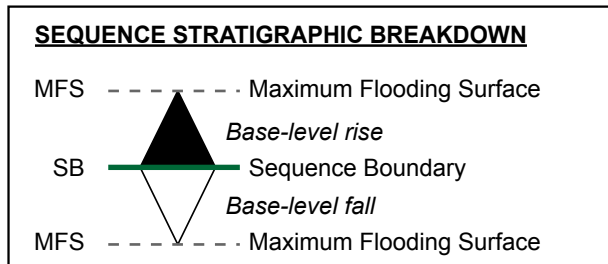 SEQUENCE STRATIGRAPHIC BREAKDOWN
MFS Maximum Flooding Surface
Base-level rise
SB Sequence Boundary
Base-level fall
MFS Maximum Flooding Surface